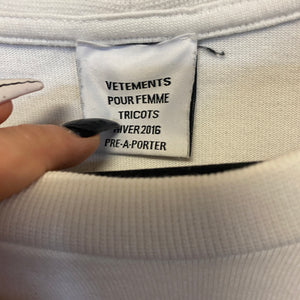 VETEMENTS
POUR FEMME
TRICOTS
HIVER 2016
PRE-A-PORTER